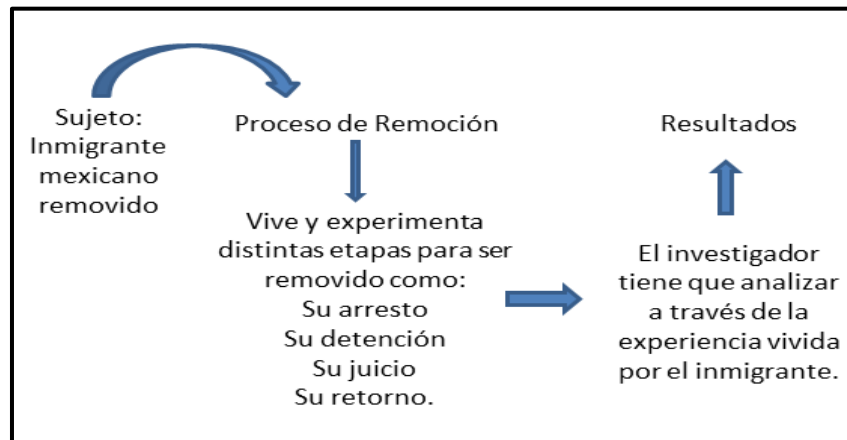 Sujeto:
Inmigrante
mexicano
removido
Proceso de Remoción
Vive y experimenta
distintas etapas para ser
removido como:
Su arresto
Su detención
Su juicio
Su retorno.
El investigador
tiene que analizar
a través de la
experiencia vivida
por el inmigrante.
Resultados